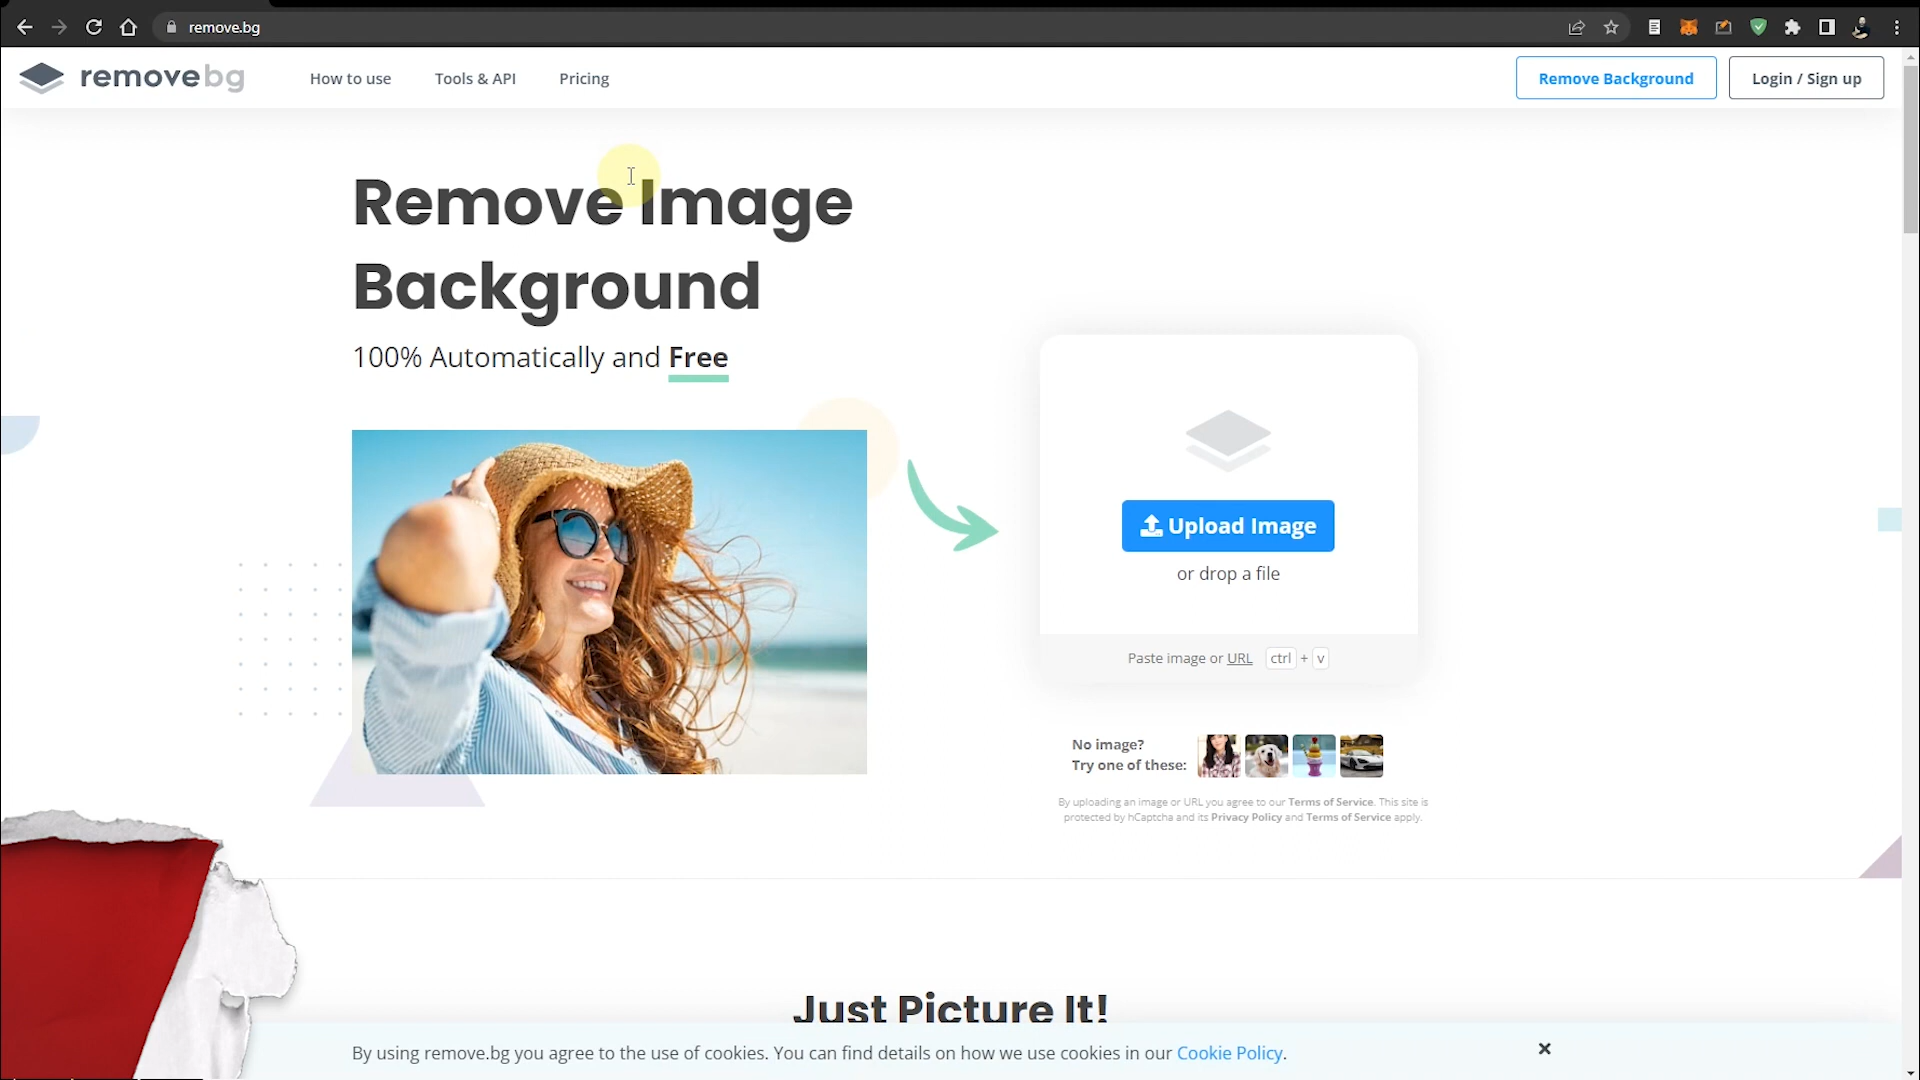 remove.bg
removebg
How to use
Tools & API
Pricing
Remove Background
Login / Sign up
Remove Image
Background
100% Automatically and Free
Upload Image
or drop a file
Paste image or URL ctrl + v
No image?
Try one of these:
By uploading an image or URL you agree to our Terms of Service. This site is
protected by hCaptcha and its Privacy Policy and Terms of Service apply.
Just Picture It!
By using remove.bg you agree to the use of cookies. You can find details on how we use cookies in our Cookie Policy.